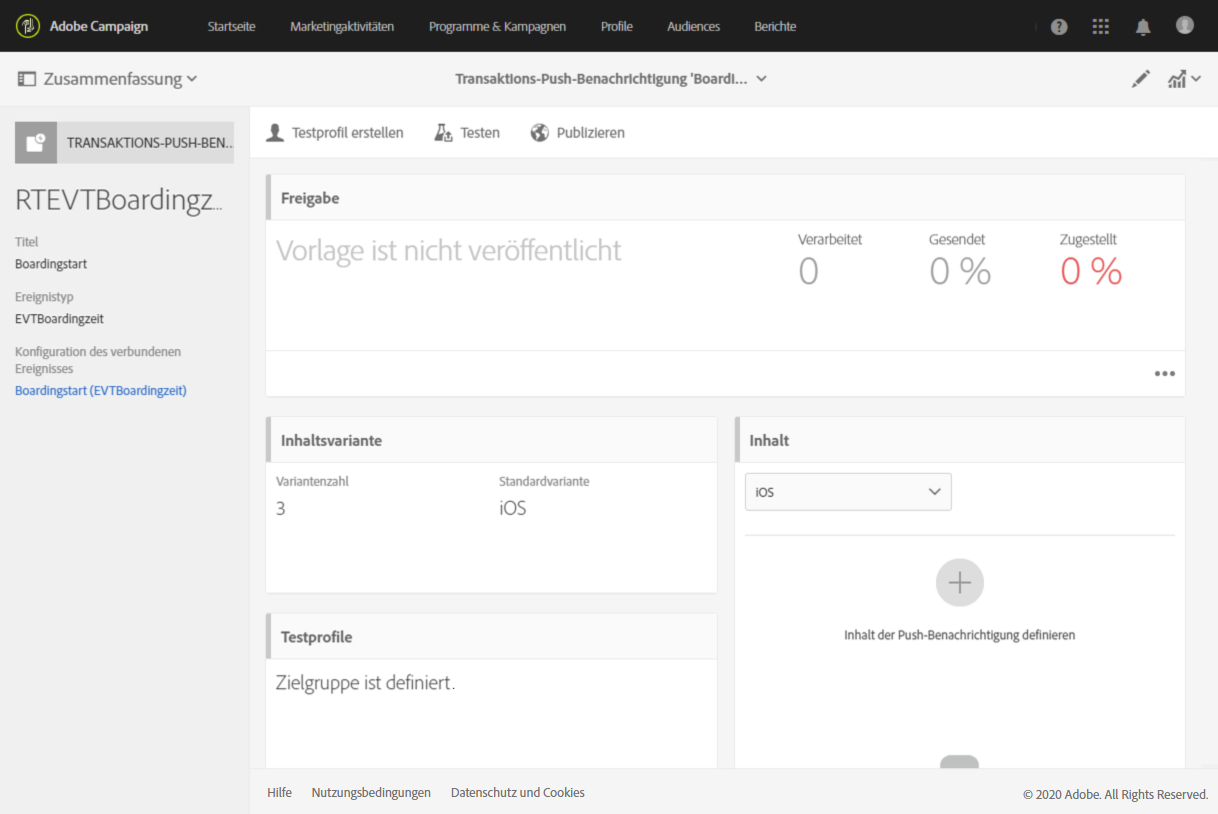 Adobe Campaign
Startseite
Marketingaktivitäten
Programme & Kampagnen
Profile
Audiences
Berichte
Zusammenfassung
Transaktions-Push-Benachrichtigung 'Boardi...
TRANSAKTIONS-PUSH-BEN...
RTEVTBoardingz...
Titel
Boardingstart
Ereignistyp
EVTBoardingzeit
Konfiguration des verbundenen
Ereignisses
Boardingstart (EVTBoardingzeit)
Testprofil erstellen
Testen
Publizieren
Freigabe
Vorlage ist nicht veröffentlicht
Verarbeitet
0
Gesendet
0 %
Zugestellt
0 %
Inhaltsvariante
Variantenzahl
3
Standardvariante
iOS
Testprofile
Zielgruppe ist definiert.
Inhalt
iOS
Inhalt der Push-Benachrichtigung definieren
Hilfe
Nutzungsbedingungen
Datenschutz und Cookies
© 2020 Adobe. All Rights Reserved.